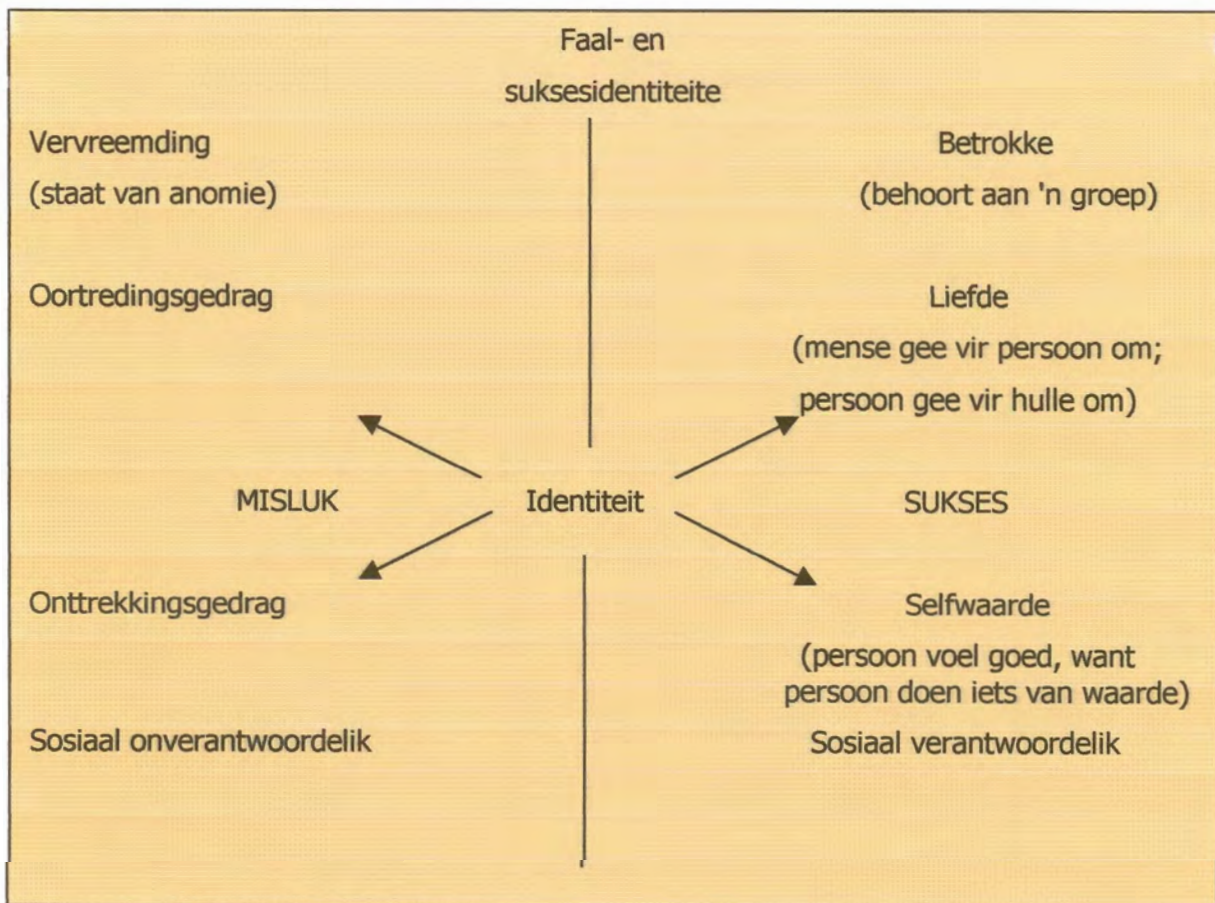 Faal- en
suksesidentiteite
Vervreemding
(staat van anomie)
Betrokke
(behoort aan 'n groep)
Oortredingsgedrag
Liefde
(mense gee vir persoon om;
persoon gee vir hulle om)
MISLUK
Identiteit
SUKSES
Onttrekkingsgedrag
Selfwaarde
(persoon voel goed, want
persoon doen iets van waarde)
Sosiaal onverantwoordelik
Sosiaal verantwoordelik